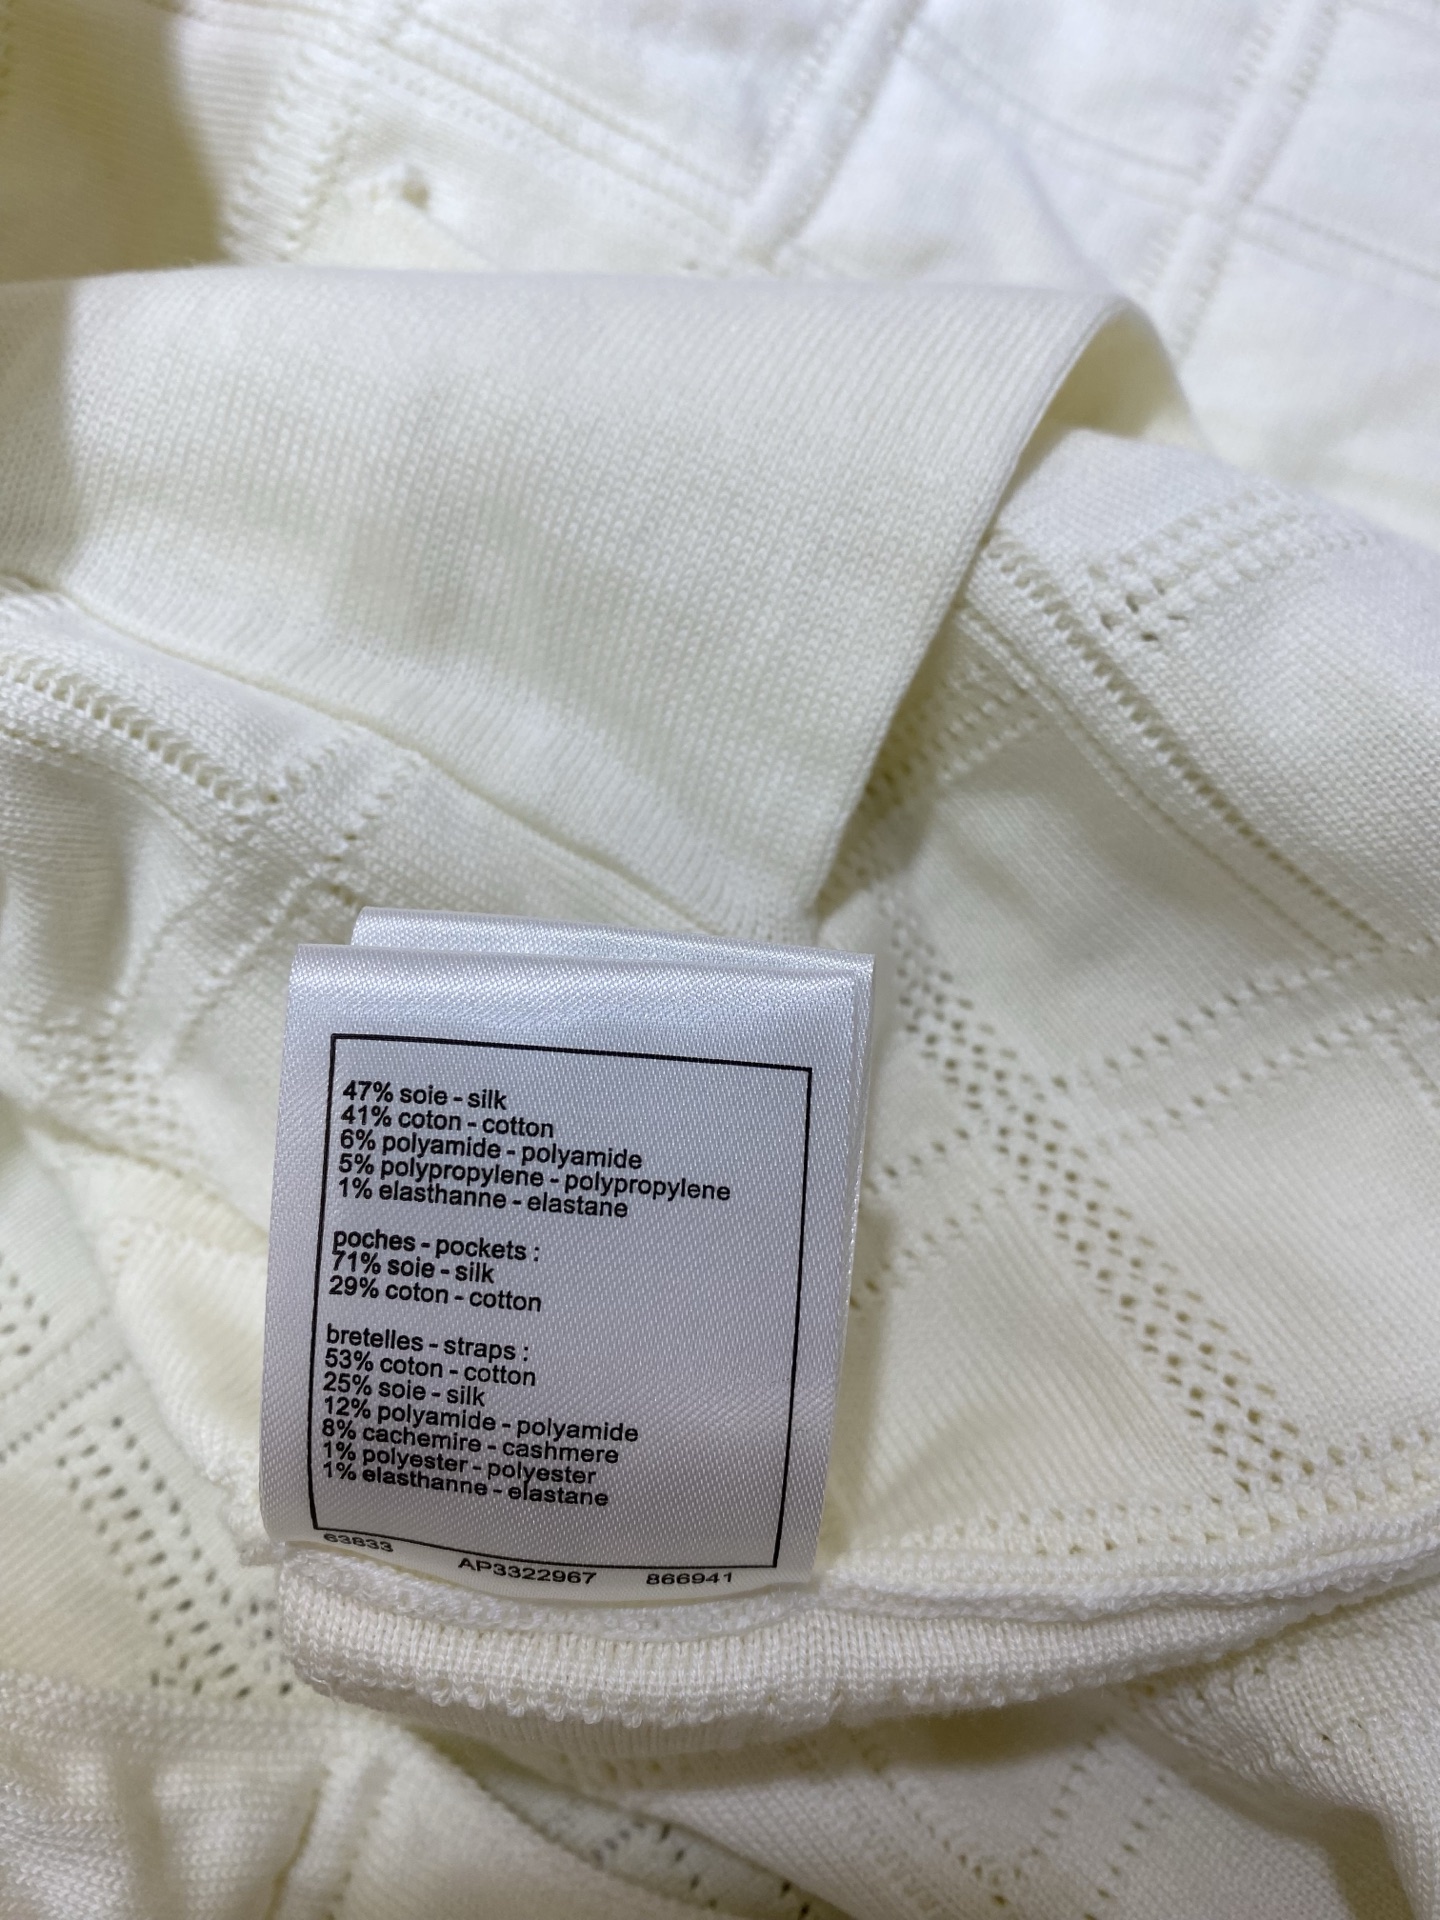 47% soie - silk
41% coton - cotton
6% polyamide - polyamide
5% polypropylene - polypropylene
1% elasthanne - elastane
poches - pockets :
71% soie - silk
29% coton - cotton
bretelles - straps :
53% coton - cotton
25% soie - silk
12% polyamide - polyamide
8% cachemire - cashmere
1% polyester - polyester
1% elasthanne - elastane
63833 AP3322967 866941